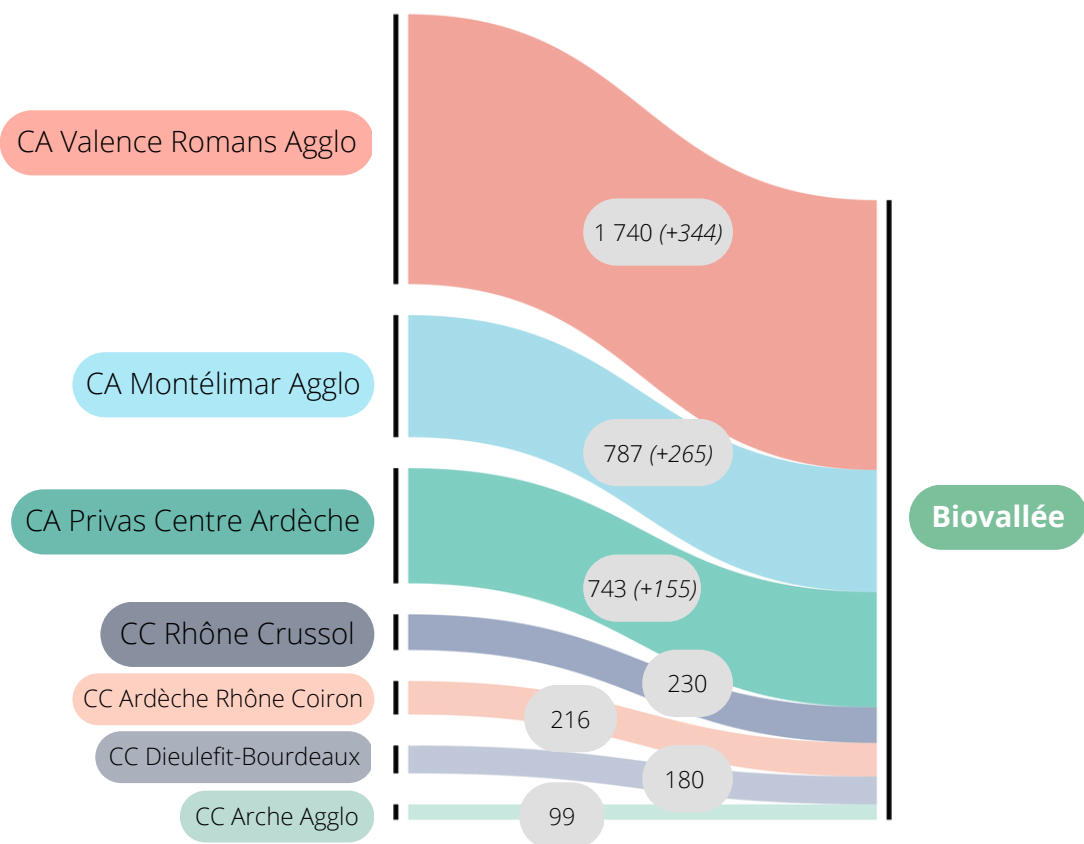 CA Valence Romans Agglo
1 740 (+344)
CA Montélimar Agglo
787 (+265)
CA Privas Centre Ardèche
Biovallée
743 (+155)
CC Rhône Crussol
230
CC Ardèche Rhône Coiron
216
CC Dieulefit-Bourdeaux
180
CC Arche Agglo
99